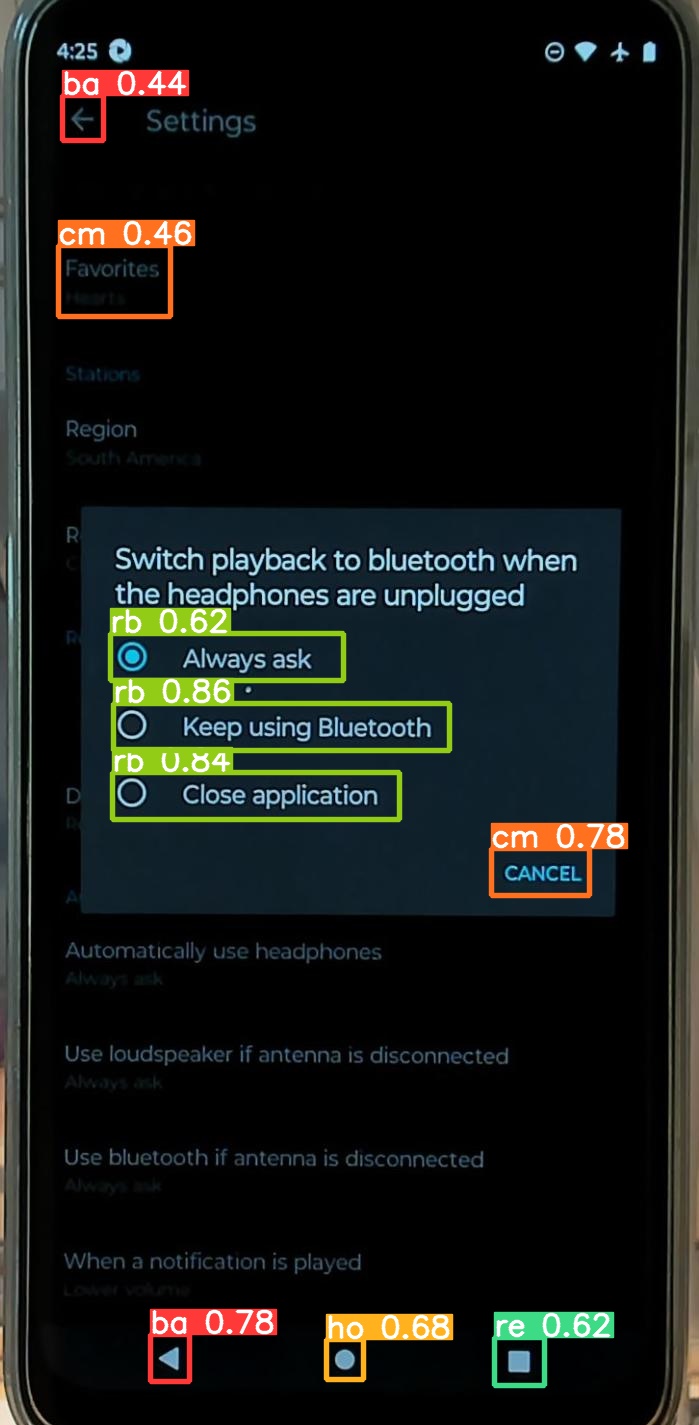 4:25
ba 0.44
Settings
cm 0.46
Favorites
Hearts
Stations
Region
South America
R
C
Switch playback to bluetooth when
the headphones are unplugged
rb 0.62
Always ask
rb 0.86
Keep using Bluetooth
rb 0.84
Close application
D
cm 0.78
CANCEL
A
Automatically use headphones
Always ask
Use loudspeaker if antenna is disconnected
Always ask
Use bluetooth if antenna is disconnected
Always ask
When a notification is played
Lower volume
ba 0.78
ho 0.68
re 0.62